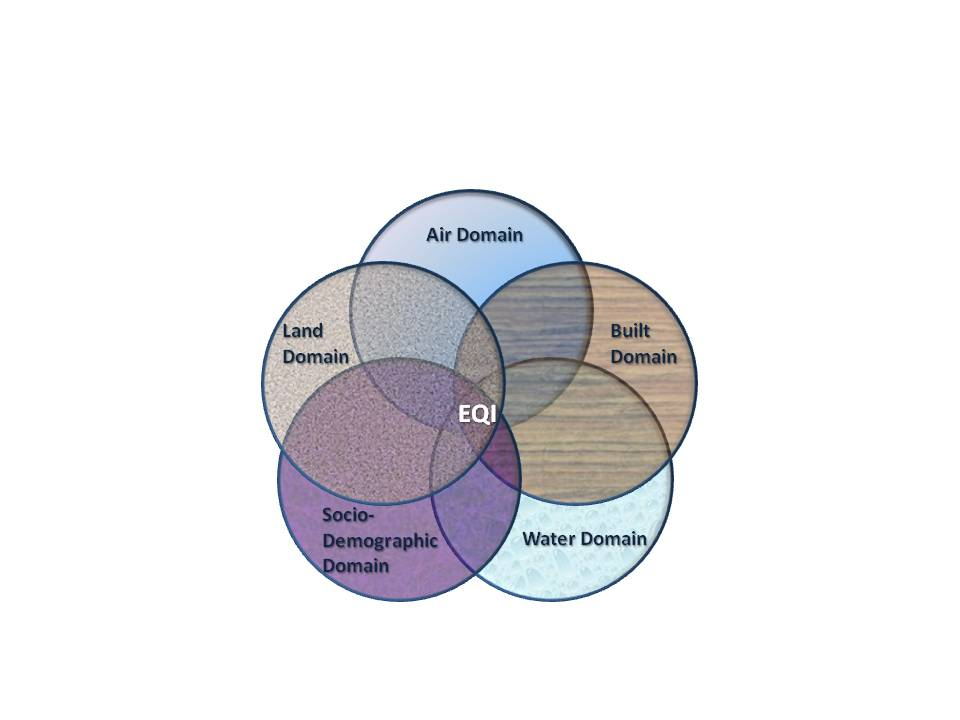 Air Domain
Land
Domain
Built
Domain
EQI
Socio-
Demographic
Domain
Water Domain